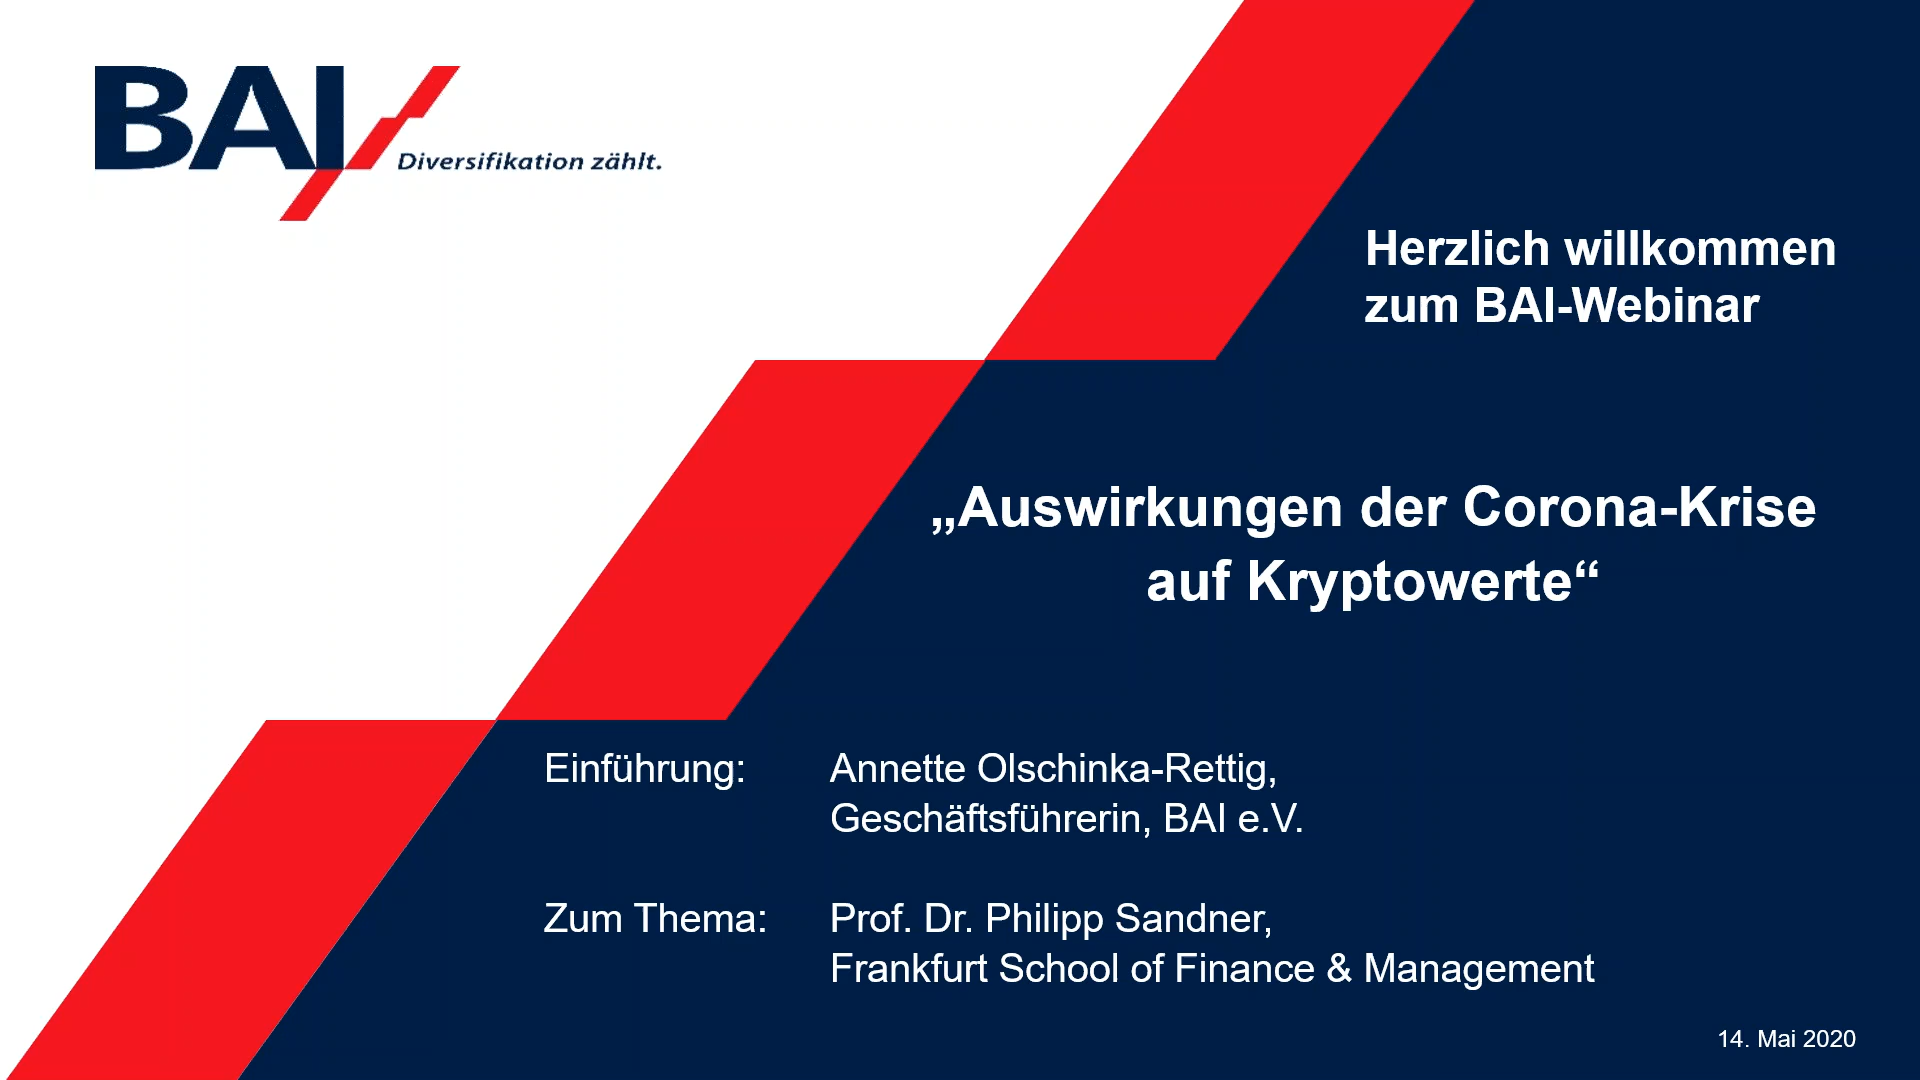 BAI
Diversifikation zählt.
Herzlich willkommen
zum BAI-Webinar
„Auswirkungen der Corona-Krise
auf Kryptowerte“
Einführung: Annette Olschinka-Rettig,
Geschäftsführerin, BAI e.V.
Zum Thema: Prof. Dr. Philipp Sandner,
Frankfurt School of Finance & Management
14. Mai 2020